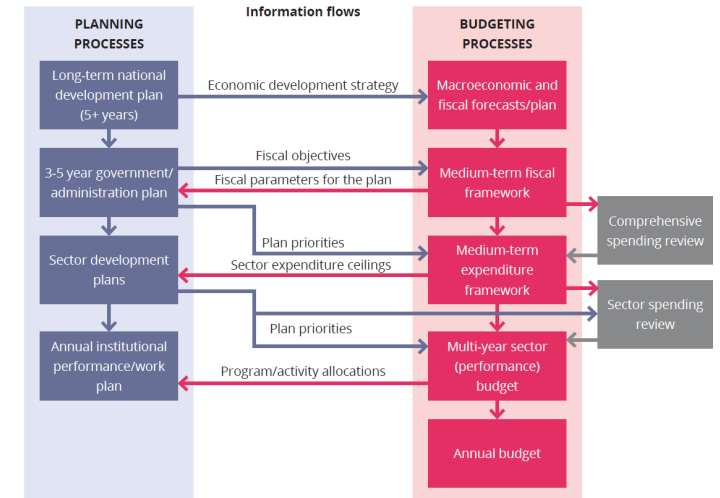 Information flows
PLANNING
PROCESSES
BUDGETING
PROCESSES
Long-term national
development plan
(5+ years)
Economic development strategy
Macroeconomic and
fiscal forecasts/plan
3-5 year government/
administration plan
Fiscal objectives
Fiscal parameters for the plan
Medium-term fiscal
framework
Comprehensive
spending review
Plan priorities
Sector development
plans
Sector expenditure ceilings
Medium-term
expenditure
framework
Sector spending
review
Plan priorities
Annual institutional
performance/work
plan
Multi-year sector
(performance)
budget
Program/activity allocations
Annual budget